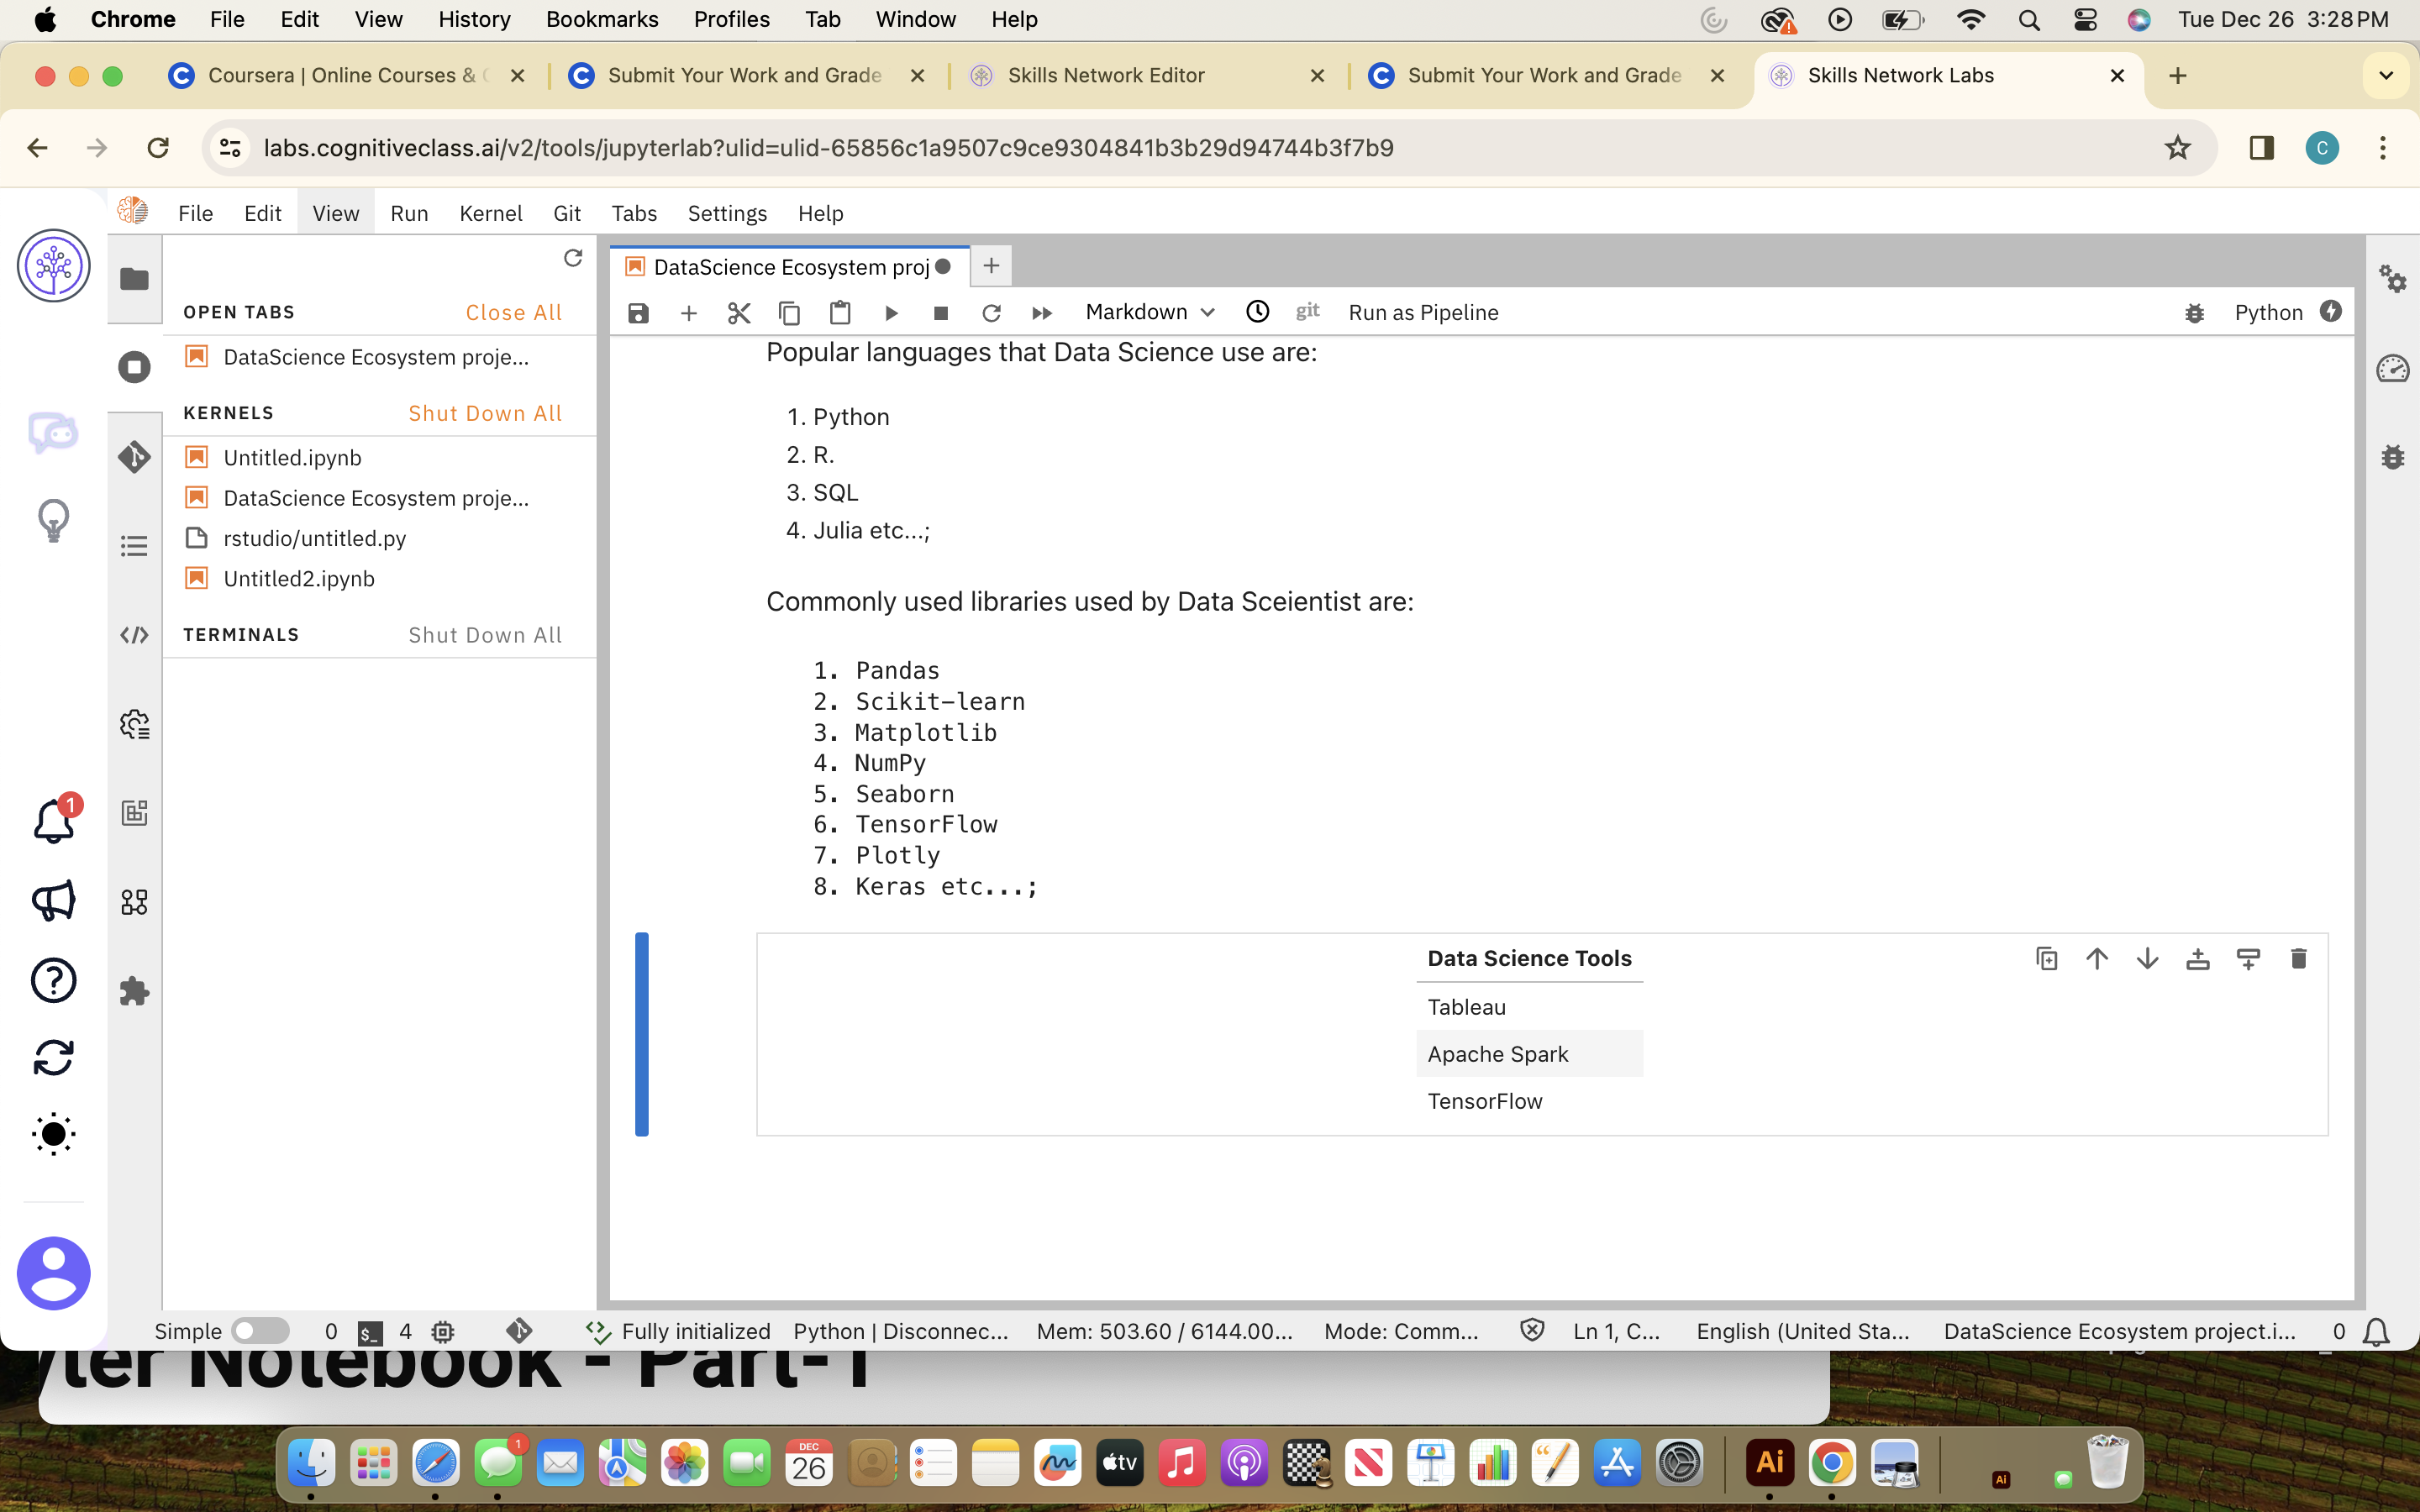 Chrome File Edit View History Bookmarks Profiles Tab Window Help Tue Dec 26 3:28 PM
Coursera | Online Courses & Submit Your Work and Grade Skills Network Editor Submit Your Work and Grade Skills Network Labs
labs.cognitiveclass.ai/v2/tools/jupyterlab?ulid=ulid-65856c1a9507c9ce9304841b3b29d94744b3f7b9
C
File Edit View Run Kernel Git Tabs Settings Help
DataScience Ecosystem proj
Markdown git Run as Pipeline Python
OPEN TABS Close All
DataScience Ecosystem proje...
KERNELS Shut Down All
Untitled.ipynb
DataScience Ecosystem proje...
rstudio/untitled.py
Untitled2.ipynb
TERMINALS Shut Down All
1
Popular languages that Data Science use are:
1. Python
2. R.
3. SQL
4. Julia etc...;
Commonly used libraries used by Data Sceientist are:
1. Pandas
2. Scikit-learn
3. Matplotlib
4. NumPy
5. Seaborn
6. TensorFlow
7. Plotly
8. Keras etc...;
Data Science Tools
Tableau
Apache Spark
TensorFlow
Simple 0 $_ 4 Fully initialized Python | Disconnec... Mem: 503.60 / 6144.00... Mode: Comm... Ln 1, C... English (United Sta... DataScience Ecosystem project.i... 0
yter Notebook - Part-1
1 DEC 26 tv Ai Ai